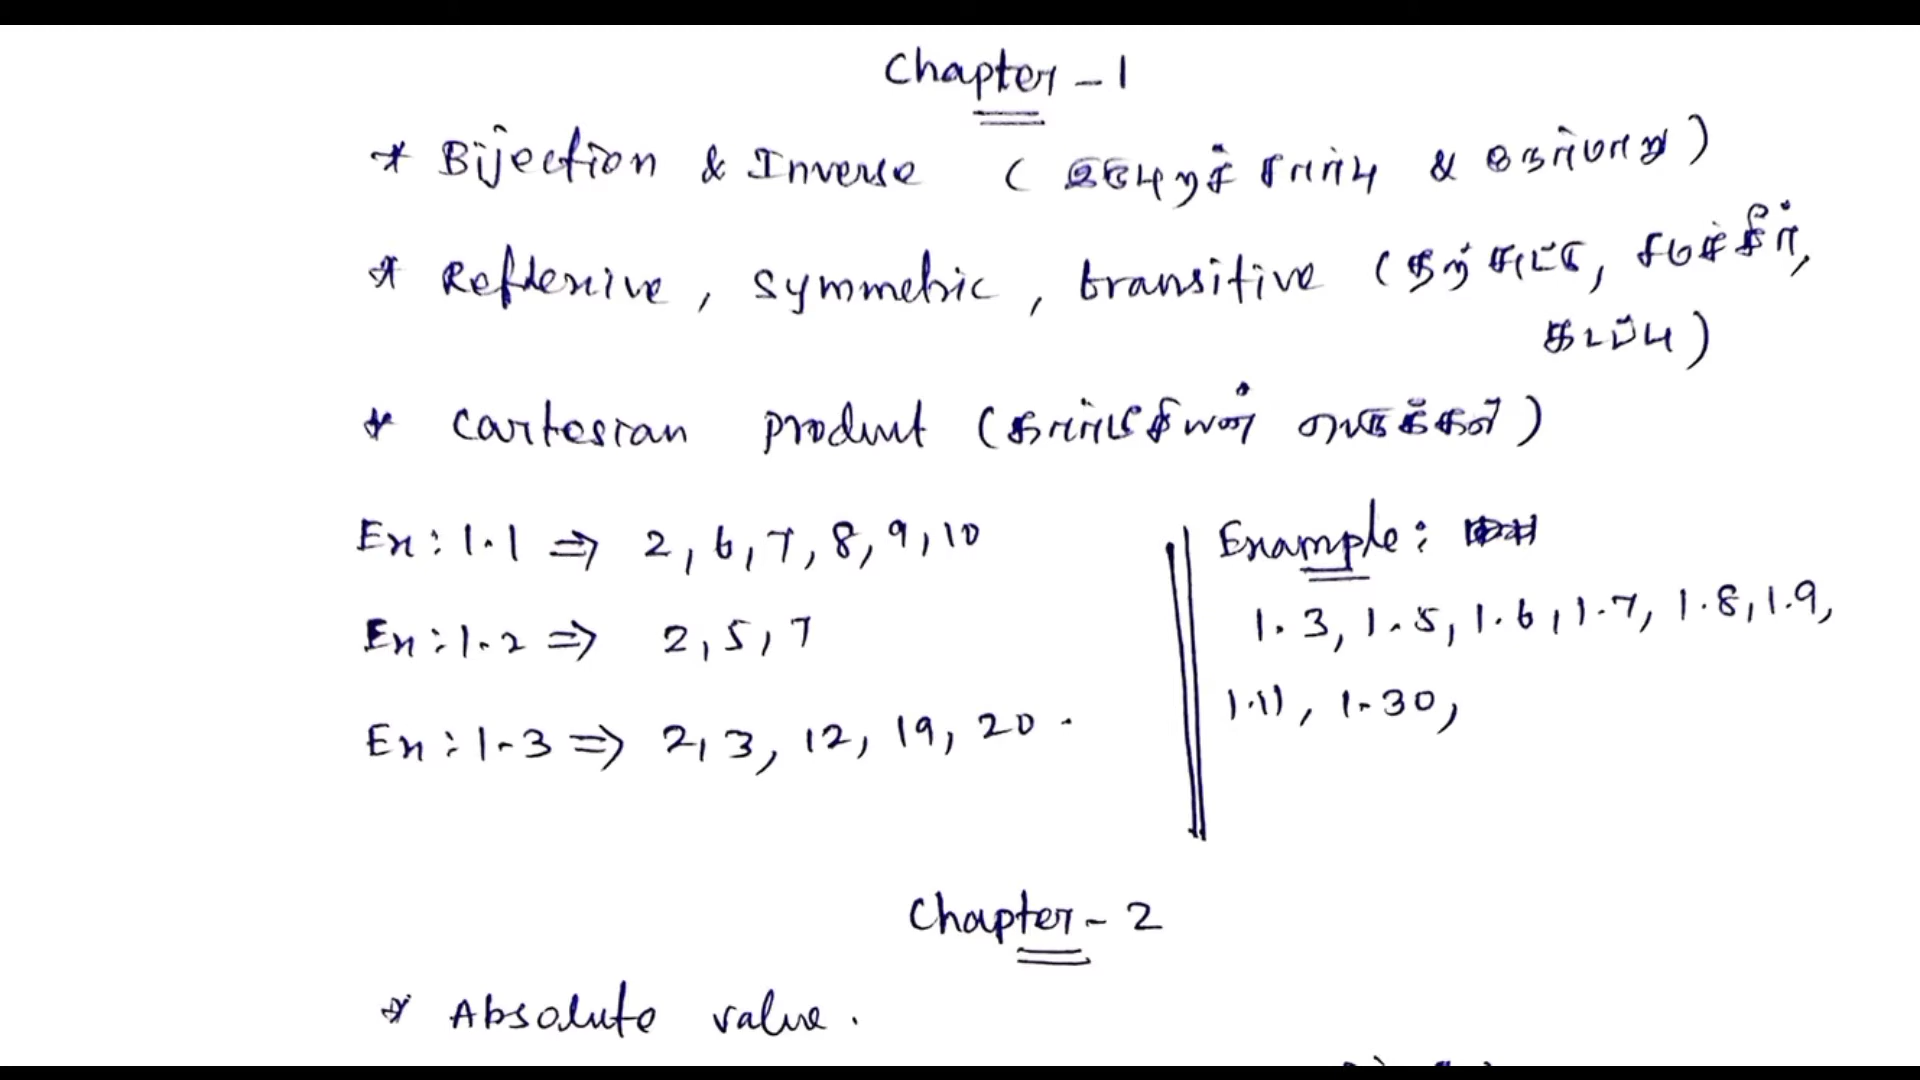 Chapter - 1
* Bijection & Inverse ( இருபுறச் சார்பு & நேர்மாறு )
* Reflexive, symmetric, transitive (தற்சுட்டு, சமச்சீர்,
கடப்பு)
* Cartesian product (கார்டீசியன் பெருக்கல்)
Ex: 1.1 ⇒ 2, 6, 7, 8, 9, 10
Ex: 1.2 ⇒ 2, 5, 7
Ex: 1.3 ⇒ 2, 3, 12, 19, 20.
Example:
1.3, 1.5, 1.6, 1.7, 1.8, 1.9,
1.11, 1.30,
Chapter - 2
* Absolute value.